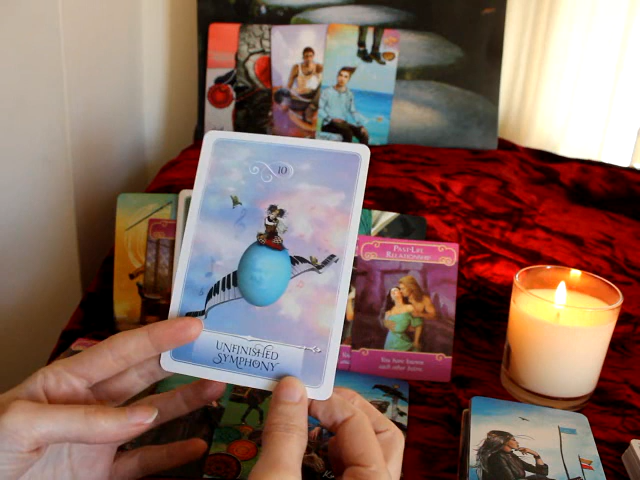 10
UNFINISHED
SYMPHONY
PAST-LIFE
RELATIONSHIP
You have known
each other before